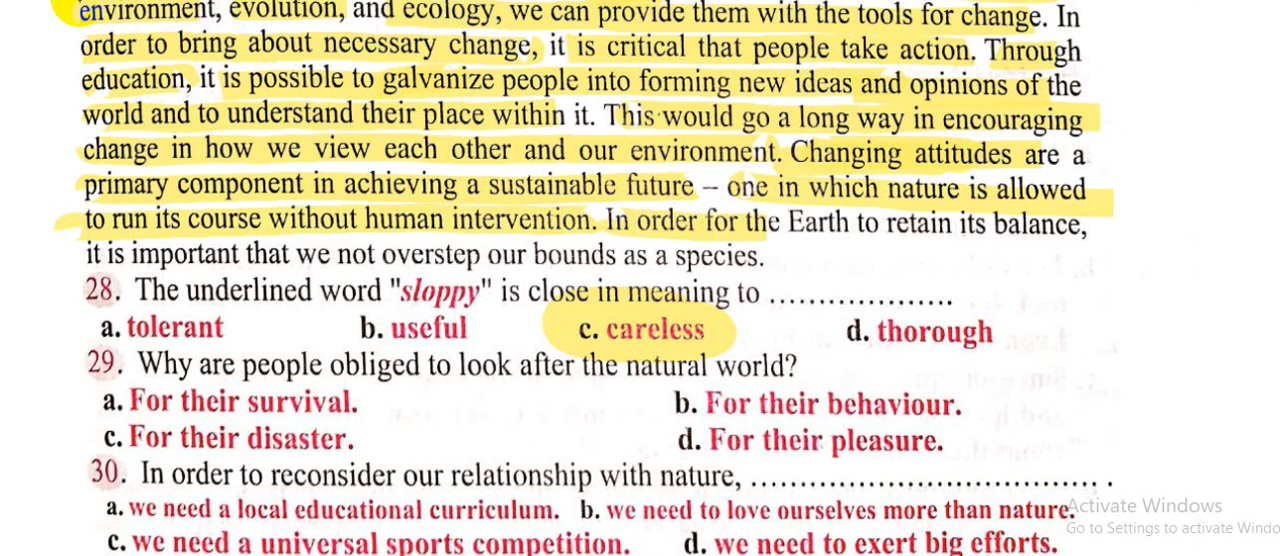 environment, evolution, and ecology, we can provide them with the tools for change. In
order to bring about necessary change, it is critical that people take action. Through
education, it is possible to galvanize people into forming new ideas and opinions of the
world and to understand their place within it. This would go a long way in encouraging
change in how we view each other and our environment. Changing attitudes are a
primary component in achieving a sustainable future – one in which nature is allowed
to run its course without human intervention. In order for the Earth to retain its balance,
it is important that we not overstep our bounds as a species.
28. The underlined word "sloppy" is close in meaning to ...................
a. tolerant b. useful c. careless d. thorough
29. Why are people obliged to look after the natural world?
a. For their survival. b. For their behaviour.
c. For their disaster. d. For their pleasure.
30. In order to reconsider our relationship with nature, ................................... .
a. we need a local educational curriculum. b. we need to love ourselves more than nature.
c. we need a universal sports competition. d. we need to exert big efforts.
Activate Windows
Go to Settings to activate Windo